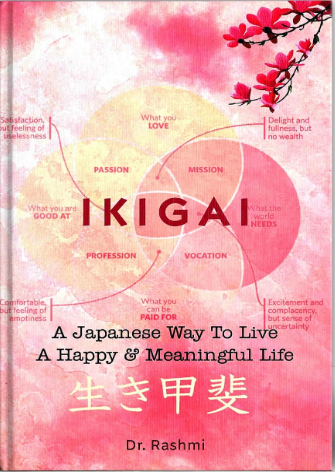 What you
LOVE
Satisfaction,
but feeling of
uselessness
Delight and
fullness, but
no wealth
PASSION
MISSION
What you are
GOOD AT
IKIGAI
What the
world
NEEDS
PROFESSION
VOCATION
Comfortable,
but feeling of
emptiness
What you
can be
PAID FOR
Excitement and
complacency,
but sense of
uncertainty
A Japanese Way To Live
A Happy & Meaningful Life
生き甲斐
Dr. Rashmi